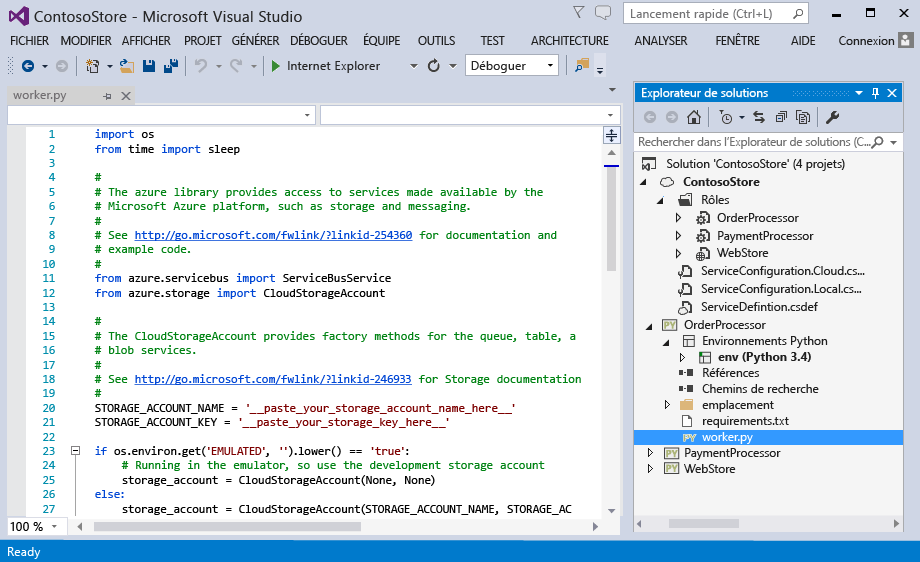 ContosoStore - Microsoft Visual Studio
Lancement rapide (Ctrl+L)
FICHIER MODIFIER AFFICHER PROJET GÉNÉRER DÉBOGUER ÉQUIPE OUTILS TEST ARCHITECTURE ANALYSER FENÊTRE AIDE Connexion
Internet Explorer Déboguer
worker.py
1 import os
2 from time import sleep
3
4 #
5 # The azure library provides access to services made available by the
6 # Microsoft Azure platform, such as storage and messaging.
7 #
8 # See http://go.microsoft.com/fwlink/?linkid-254360 for documentation and
9 # example code.
10 #
11 from azure.servicebus import ServiceBusService
12 from azure.storage import CloudStorageAccount
13
14 #
15 # The CloudStorageAccount provides factory methods for the queue, table, a
16 # blob services.
17 #
18 # See http://go.microsoft.com/fwlink/?linkid-246933 for Storage documentation
19 #
20 STORAGE_ACCOUNT_NAME = '__paste_your_storage_account_name_here__'
21 STORAGE_ACCOUNT_KEY = '__paste_your_storage_key_here__'
22
23 if os.environ.get('EMULATED', '').lower() == 'true':
24 # Running in the emulator, so use the development storage account
25 storage_account = CloudStorageAccount(None, None)
26 else:
27 storage_account = CloudStorageAccount(STORAGE_ACCOUNT_NAME, STORAGE_AC
100 %
Explorateur de solutions
Rechercher dans l'Explorateur de solutions (C...
Solution 'ContosoStore' (4 projets)
ContosoStore
Rôles
OrderProcessor
PaymentProcessor
WebStore
ServiceConfiguration.Cloud.cs...
ServiceConfiguration.Local.cs...
ServiceDefintion.csdef
PY OrderProcessor
Environnements Python
env (Python 3.4)
Références
Chemins de recherche
emplacement
requirements.txt
PY worker.py
PY PaymentProcessor
PY WebStore
Ready